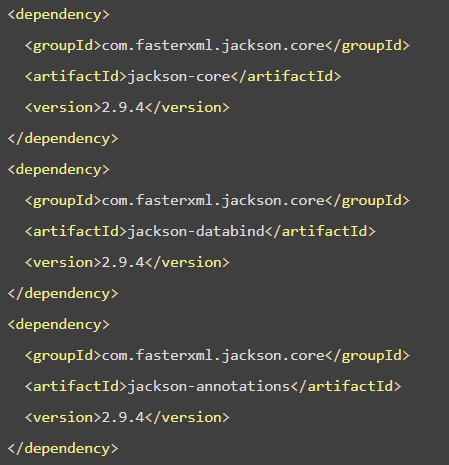 <dependency>
<groupId>com.fasterxml.jackson.core</groupId>
<artifactId>jackson-core</artifactId>
<version>2.9.4</version>
</dependency>
<dependency>
<groupId>com.fasterxml.jackson.core</groupId>
<artifactId>jackson-databind</artifactId>
<version>2.9.4</version>
</dependency>
<dependency>
<groupId>com.fasterxml.jackson.core</groupId>
<artifactId>jackson-annotations</artifactId>
<version>2.9.4</version>
</dependency>